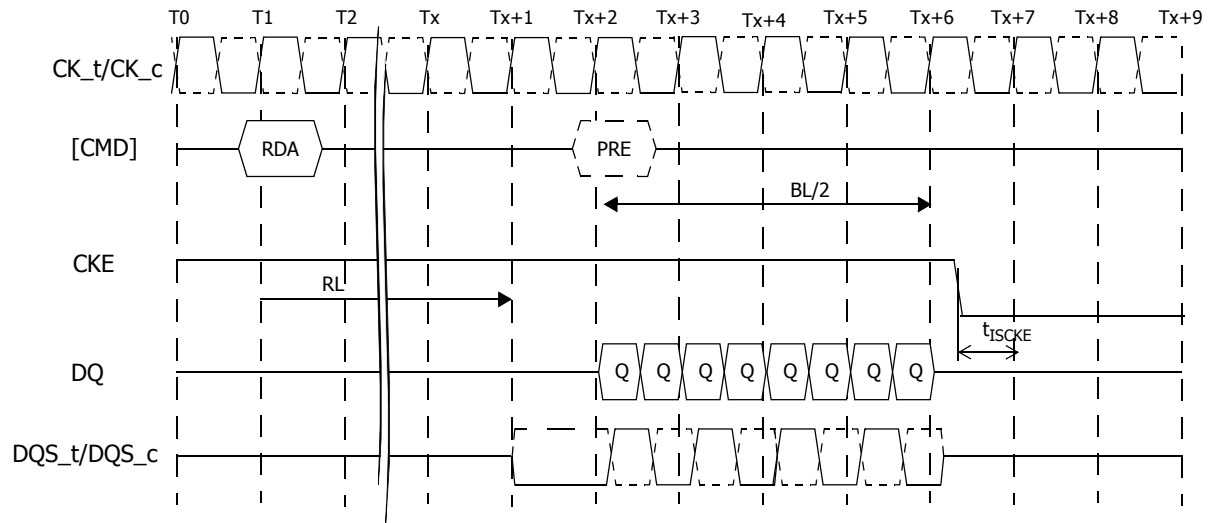 T0 T1 T2 Tx Tx+1 Tx+2 Tx+3 Tx+4 Tx+5 Tx+6 Tx+7 Tx+8 Tx+9
CK_t/CK_c
[CMD] RDA PRE
BL/2
CKE
RL
tISCKE
DQ Q Q Q Q Q Q Q Q
DQS_t/DQS_c